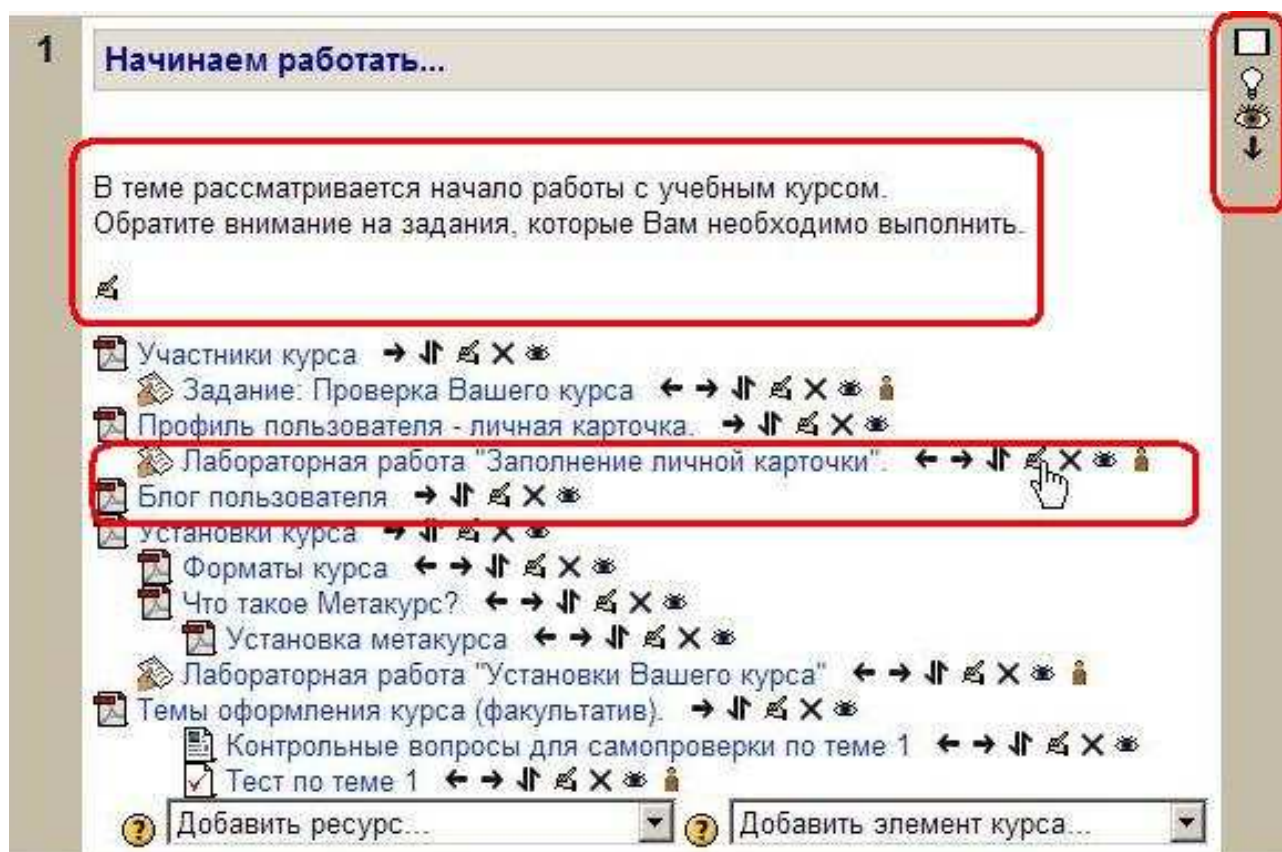 1
Начинаем работать...
В теме рассматривается начало работы с учебным курсом.
Обратите внимание на задания, которые Вам необходимо выполнить.
Участники курса
Задание: Проверка Вашего курса
Профиль пользователя - личная карточка.
Лабораторная работа "Заполнение личной карточки".
Блог пользователя
Установки курса
Форматы курса
Что такое Метакурс?
Установка метакурса
Лабораторная работа "Установки Вашего курса"
Темы оформления курса (факультатив).
Контрольные вопросы для самопроверки по теме 1
Тест по теме 1
Добавить ресурс... Добавить элемент курса...